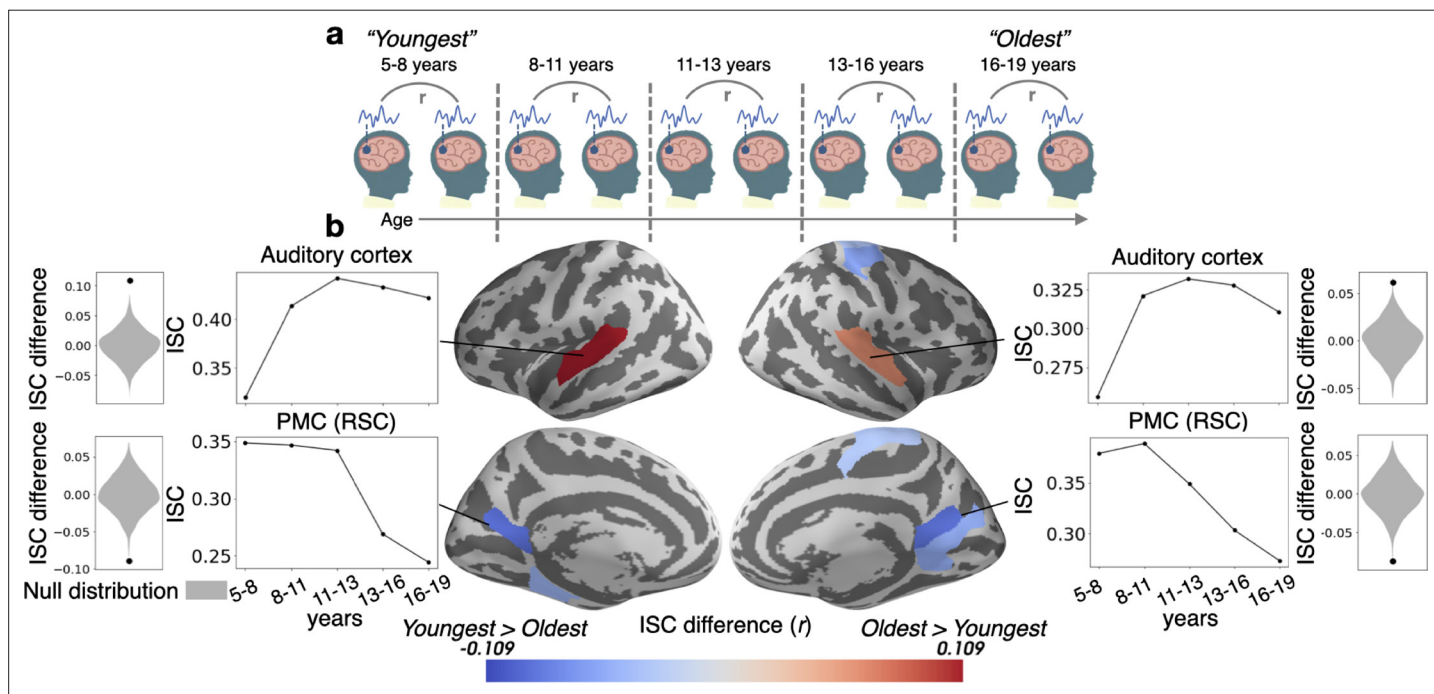 a
"Youngest"
"Oldest"
5-8 years
8-11 years
11-13 years
13-16 years
16-19 years
r
r
r
r
r
Age
b
Auditory cortex
ISC difference
0.10
0.05
0.00
−0.05
ISC
0.40
0.35
Auditory cortex
ISC
0.325
0.300
0.275
ISC difference
0.05
0.00
-0.05
PMC (RSC)
ISC difference
0.05
0.00
−0.05
−0.10
ISC
0.35
0.30
0.25
5-8
8-11
11-13
13-16
16-19
years
Null distribution
PMC (RSC)
ISC
0.35
0.30
5-8
8-11
11-13
13-16
16-19
years
ISC difference
0.05
0.00
-0.05
Youngest > Oldest
ISC difference (r)
Oldest > Youngest
-0.109
0.109